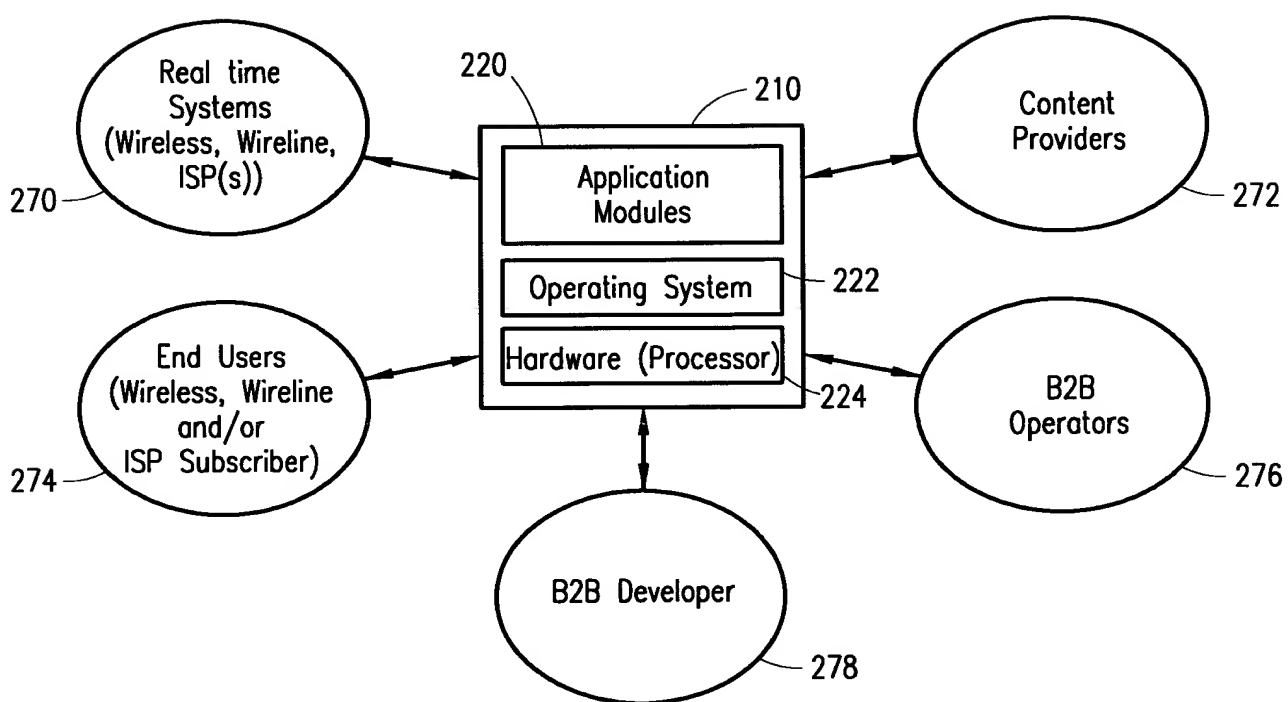 Real time
Systems
(Wireless, Wireline,
ISP(s))
270
220
210
Application
Modules
Operating System
222
Hardware (Processor)
224
Content
Providers
272
End Users
(Wireless, Wireline
and/or
ISP Subscriber)
274
B2B
Operators
276
B2B Developer
278